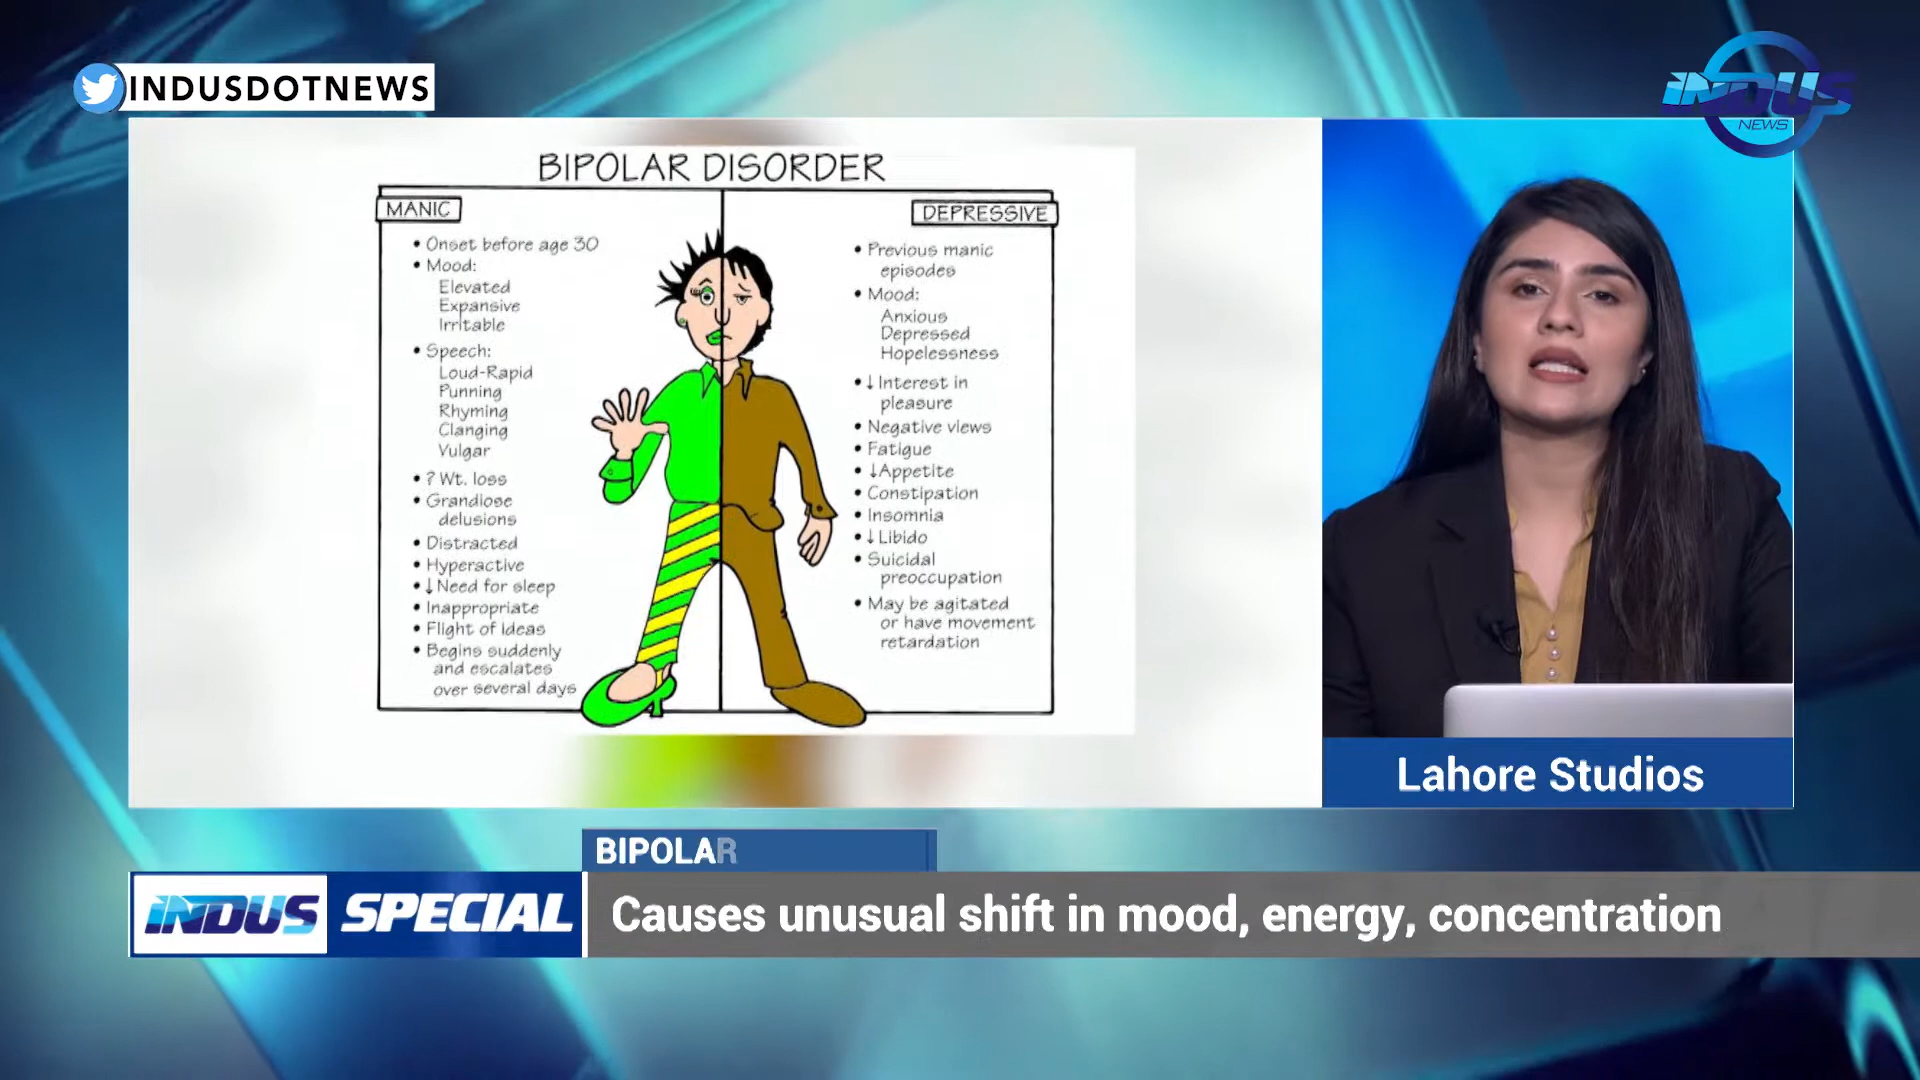 INDUSDOTNEWS
INDUS
NEWS
BIPOLAR DISORDER
MANIC
• Onset before age 30
• Mood:
Elevated
Expansive
Irritable
• Speech:
Loud-Rapid
Punning
Rhyming
Clanging
Vulgar
• ? Wt. loss
• Grandiose
delusions
• Distracted
• Hyperactive
• ↓ Need for sleep
• Inappropriate
• Flight of Ideas
• Begins suddenly
and escalates
over several days
DEPRESSIVE
• Previous manic
episodes
• Mood:
Anxious
Depressed
Hopelessness
• ↓ Interest in
pleasure
• Negative views
• Fatigue
• ↓ Appetite
• Constipation
• Insomnia
• ↓ Libido
• Suicidal
preoccupation
• May be agitated
or have movement
retardation
Lahore Studios
BIPOLAR
INDUS SPECIAL
Causes unusual shift in mood, energy, concentration